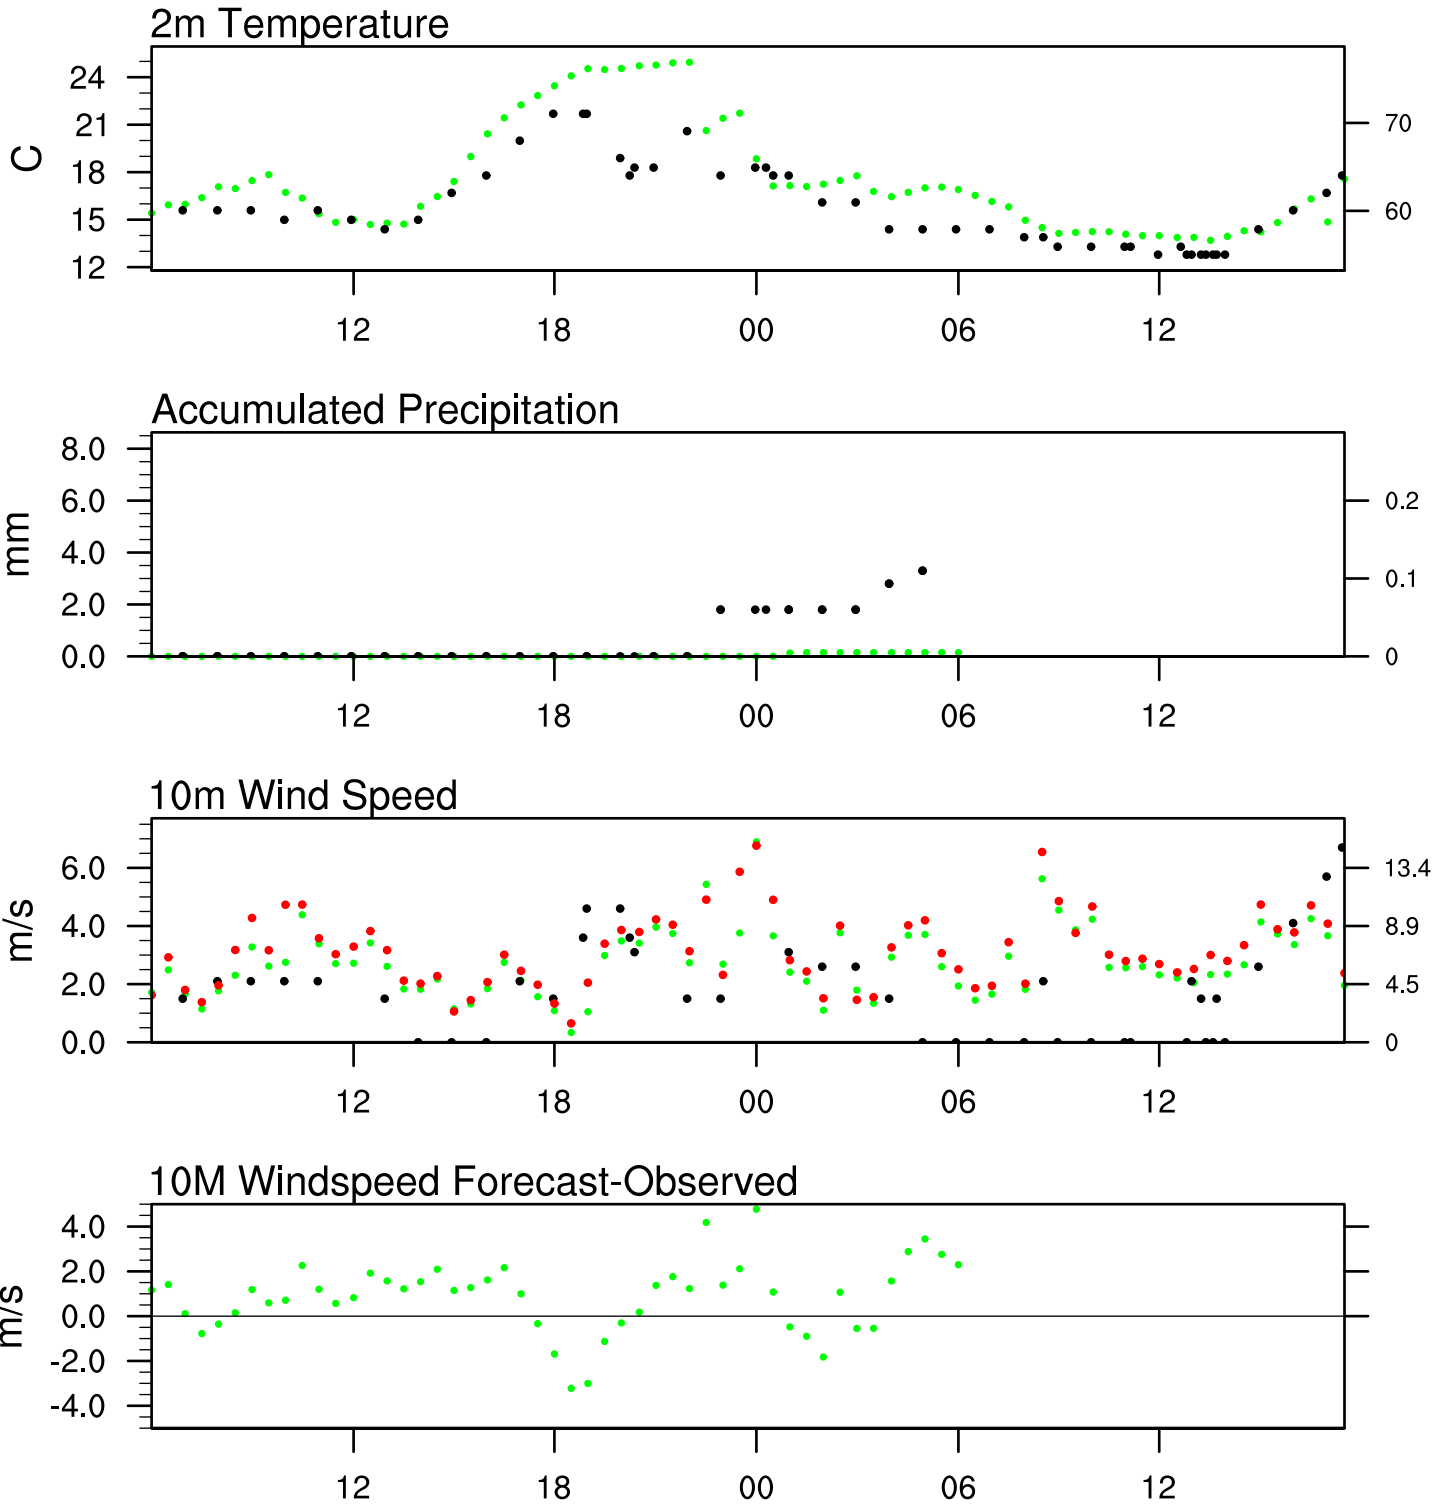 2m Temperature
24
21
18
15
12
C
70
60
12 18 00 06 12
Accumulated Precipitation
8.0
6.0
4.0
2.0
0.0
mm
0.2
0.1
0
12 18 00 06 12
10m Wind Speed
6.0
4.0
2.0
0.0
m/s
13.4
8.9
4.5
0
12 18 00 06 12
10M Windspeed Forecast-Observed
4.0
2.0
0.0
-2.0
-4.0
m/s
12 18 00 06 12